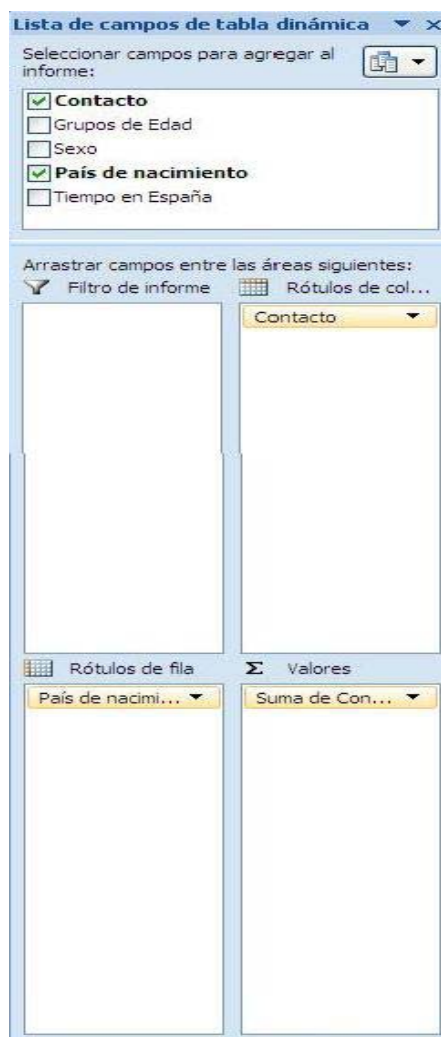 Lista de campos de tabla dinámica
Seleccionar campos para agregar al
informe:
Contacto
Grupos de Edad
Sexo
País de nacimiento
Tiempo en España
Arrastrar campos entre las áreas siguientes:
Filtro de informe
Rótulos de col...
Contacto
Rótulos de fila
Σ Valores
País de nacimi...
Suma de Con...